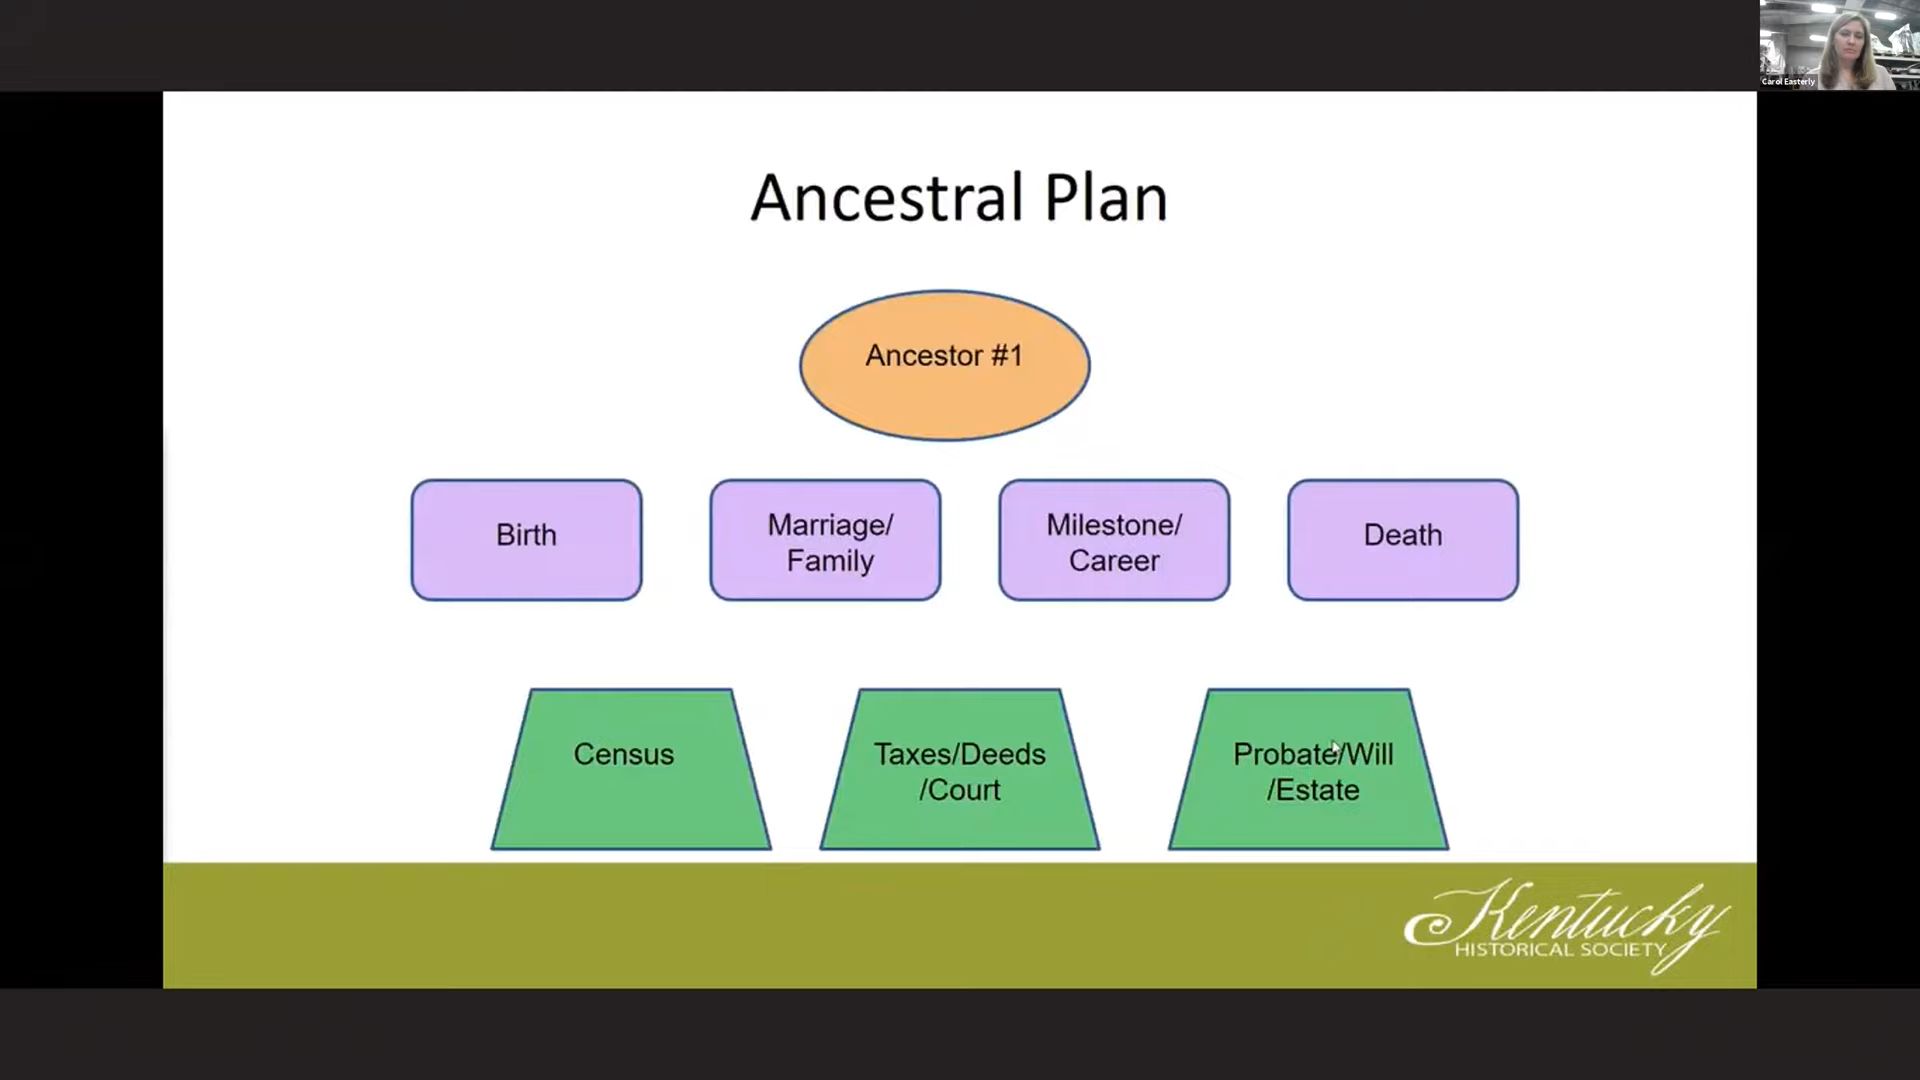 Carol Easterly
Ancestral Plan
Ancestor #1
Birth
Marriage/
Family
Milestone/
Career
Death
Census
Taxes/Deeds
/Court
Probate/Will
/Estate
Kentucky
HISTORICAL SOCIETY